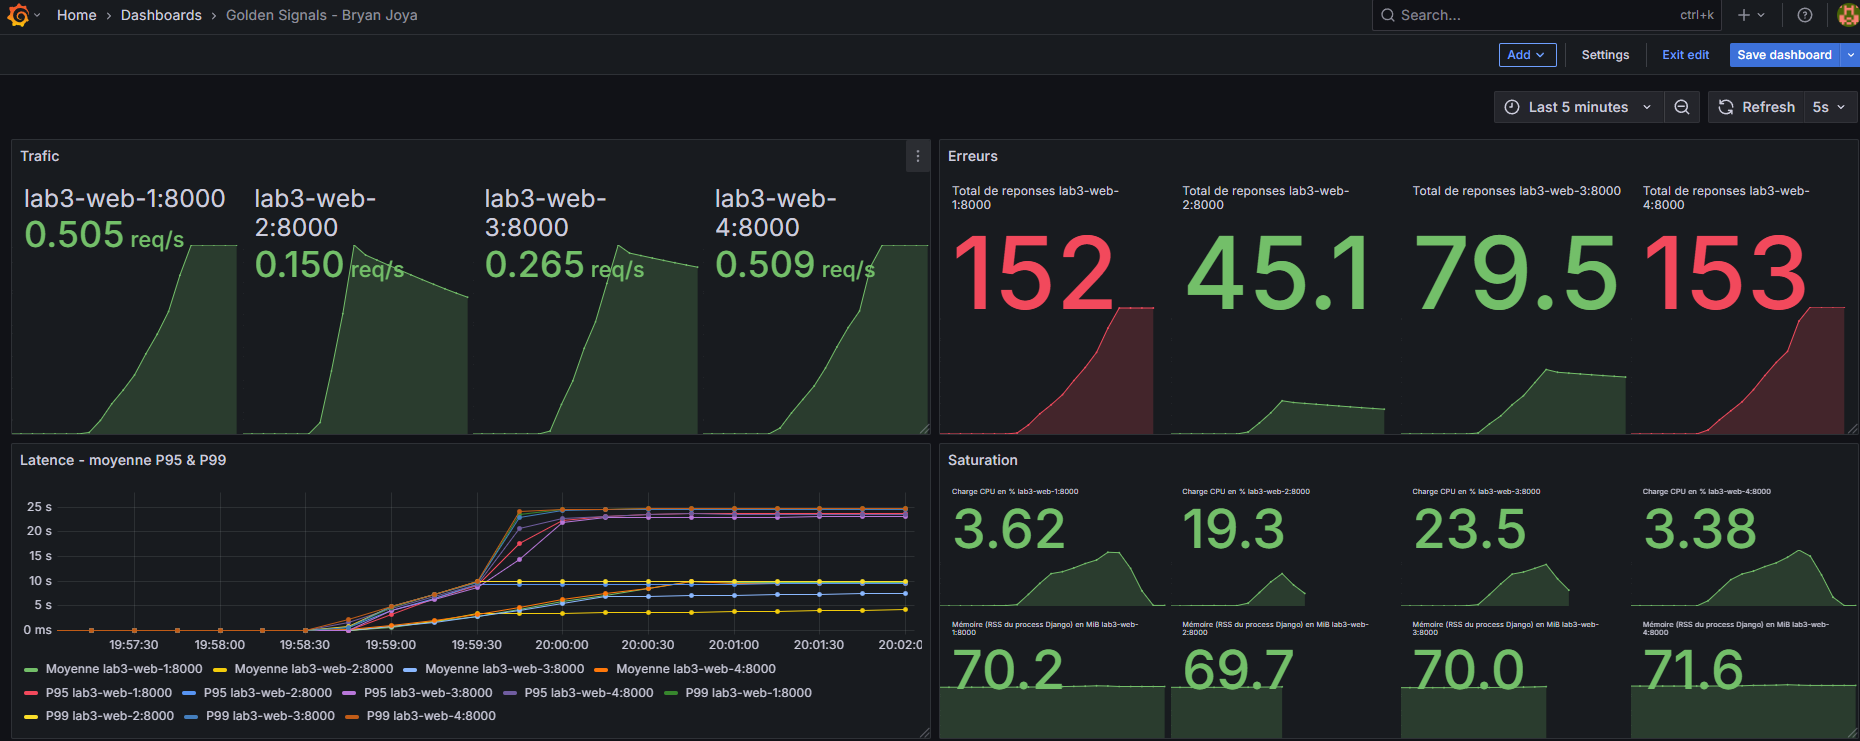 Home › Dashboards › Golden Signals - Bryan Joya
Search... ctrl+k
Add Settings Exit edit Save dashboard
Last 5 minutes Refresh 5s
Trafic
lab3-web-1:8000
0.505 req/s
lab3-web-
2:8000
0.150 req/s
lab3-web-
3:8000
0.265 req/s
lab3-web-
4:8000
0.509 req/s
Erreurs
Total de reponses lab3-web-
1:8000
152
Total de reponses lab3-web-
2:8000
45.1
Total de reponses lab3-web-3:8000
79.5
Total de reponses lab3-web-
4:8000
153
Latence - moyenne P95 & P99
25 s
20 s
15 s
10 s
5 s
0 ms
19:57:30 19:58:00 19:58:30 19:59:00 19:59:30 20:00:00 20:00:30 20:01:00 20:01:30 20:02:0
Moyenne lab3-web-1:8000 Moyenne lab3-web-2:8000 Moyenne lab3-web-3:8000 Moyenne lab3-web-4:8000
P95 lab3-web-1:8000 P95 lab3-web-2:8000 P95 lab3-web-3:8000 P95 lab3-web-4:8000 P99 lab3-web-1:8000
P99 lab3-web-2:8000 P99 lab3-web-3:8000 P99 lab3-web-4:8000
Saturation
Charge CPU en % lab3-web-1:8000
3.62
Charge CPU en % lab3-web-2:8000
19.3
Charge CPU en % lab3-web-3:8000
23.5
Charge CPU en % lab3-web-4:8000
3.38
Mémoire (RSS du process Django) en MiB lab3-web-
1:8000
70.2
Mémoire (RSS du process Django) en MiB lab3-web-
2:8000
69.7
Mémoire (RSS du process Django) en MiB lab3-web-
3:8000
70.0
Mémoire (RSS du process Django) en MiB lab3-web-
4:8000
71.6